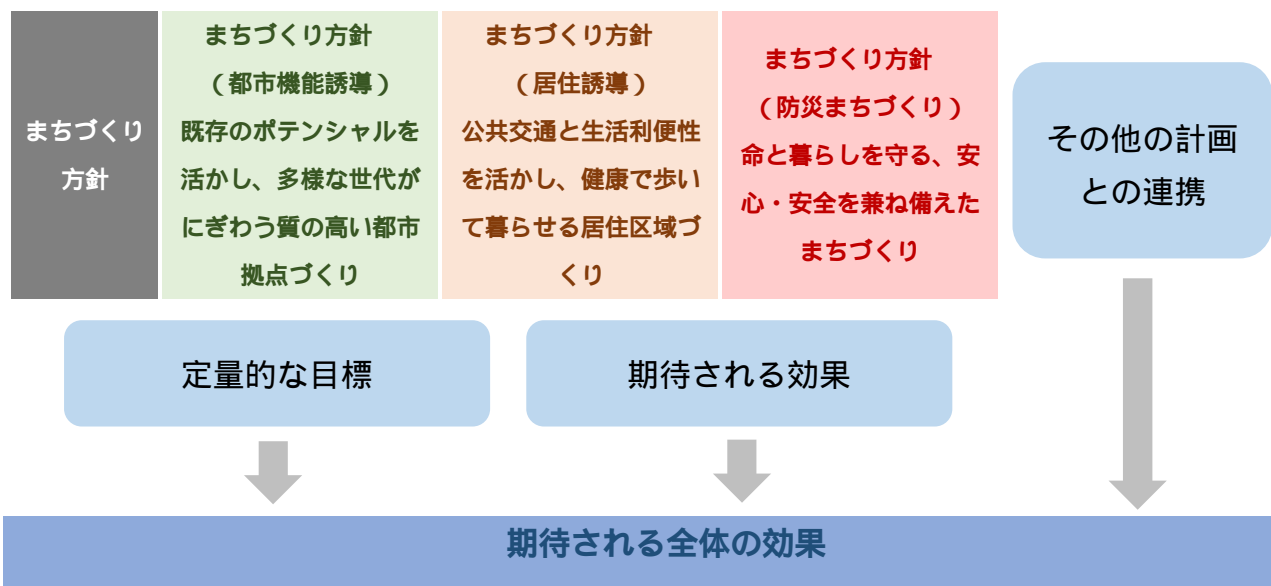 まちづくり
方針
まちづくり方針
（都市機能誘導）
既存のポテンシャルを
活かし、多様な世代が
にぎわう質の高い都市
拠点づくり
まちづくり方針
（居住誘導）
公共交通と生活利便性
を活かし、健康で歩い
て暮らせる居住区域づ
くり
まちづくり方針
（防災まちづくり）
命と暮らしを守る、安
心・安全を兼ね備えた
まちづくり
その他の計画
との連携
定量的な目標
期待される効果
期待される全体の効果